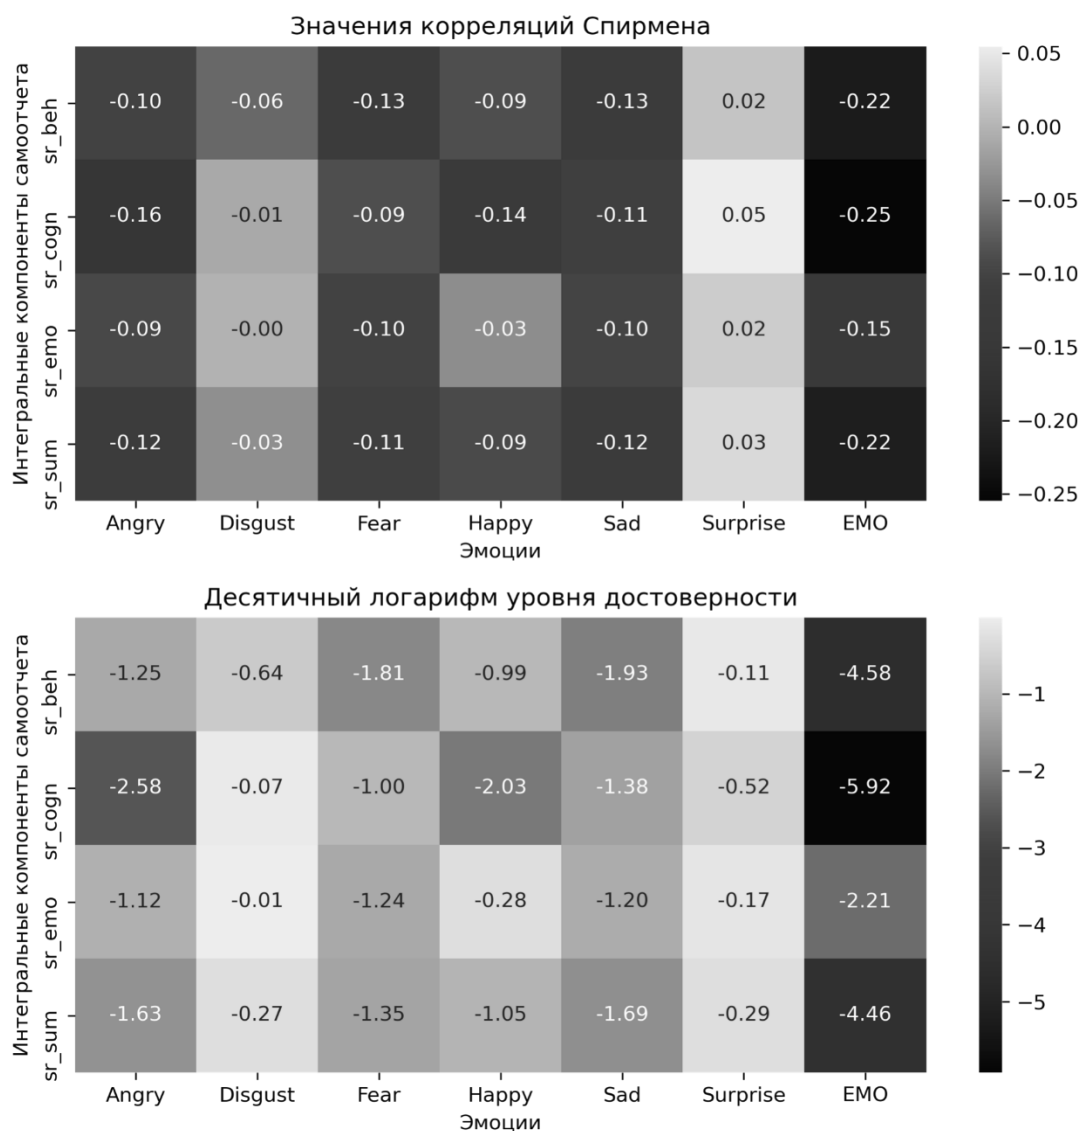 Значения корреляций Спирмена
Интегральные компоненты самоотчета
sr_beh -0.10 -0.06 -0.13 -0.09 -0.13 0.02 -0.22
sr_cogn -0.16 -0.01 -0.09 -0.14 -0.11 0.05 -0.25
sr_emo -0.09 -0.00 -0.10 -0.03 -0.10 0.02 -0.15
sr_sum -0.12 -0.03 -0.11 -0.09 -0.12 0.03 -0.22
Angry Disgust Fear Happy Sad Surprise EMO
Эмоции
0.05
0.00
−0.05
−0.10
−0.15
−0.20
−0.25
Десятичный логарифм уровня достоверности
Интегральные компоненты самоотчета
sr_beh -1.25 -0.64 -1.81 -0.99 -1.93 -0.11 -4.58
sr_cogn -2.58 -0.07 -1.00 -2.03 -1.38 -0.52 -5.92
sr_emo -1.12 -0.01 -1.24 -0.28 -1.20 -0.17 -2.21
sr_sum -1.63 -0.27 -1.35 -1.05 -1.69 -0.29 -4.46
Angry Disgust Fear Happy Sad Surprise EMO
Эмоции
−1
−2
−3
−4
−5